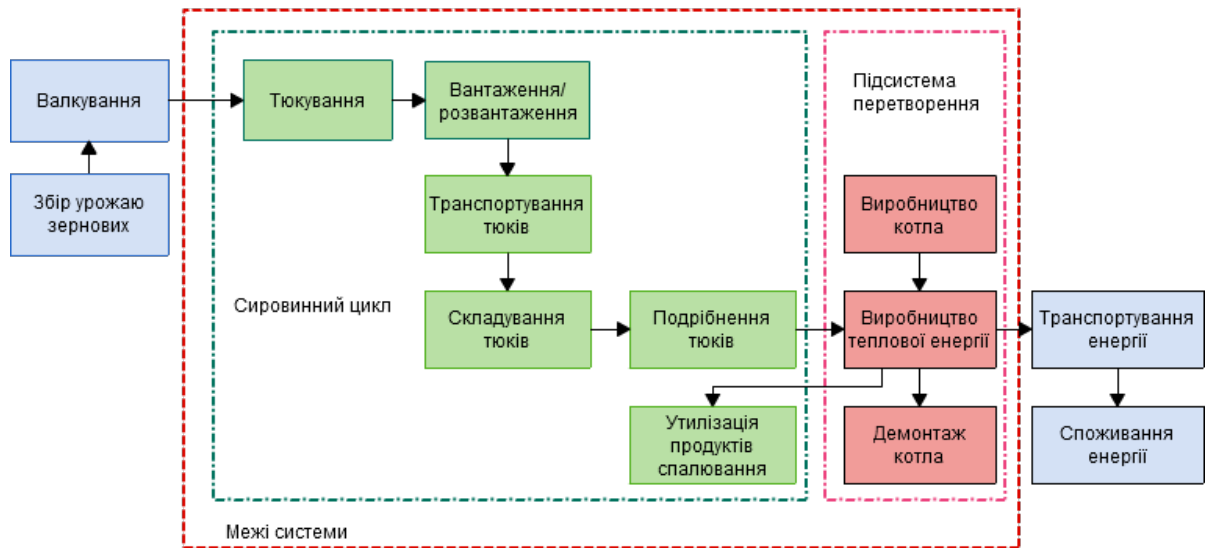 Валкування
Збір урожаю
зернових
Тюкування
Вантаження/
розвантаження
Транспортування
тюків
Сировинний цикл
Складування
тюків
Подрібнення
тюків
Утилізація
продуктів
спалювання
Підсистема
перетворення
Виробництво
котла
Виробництво
теплової енергії
Демонтаж
котла
Транспортування
енергії
Споживання
енергії
Межі системи